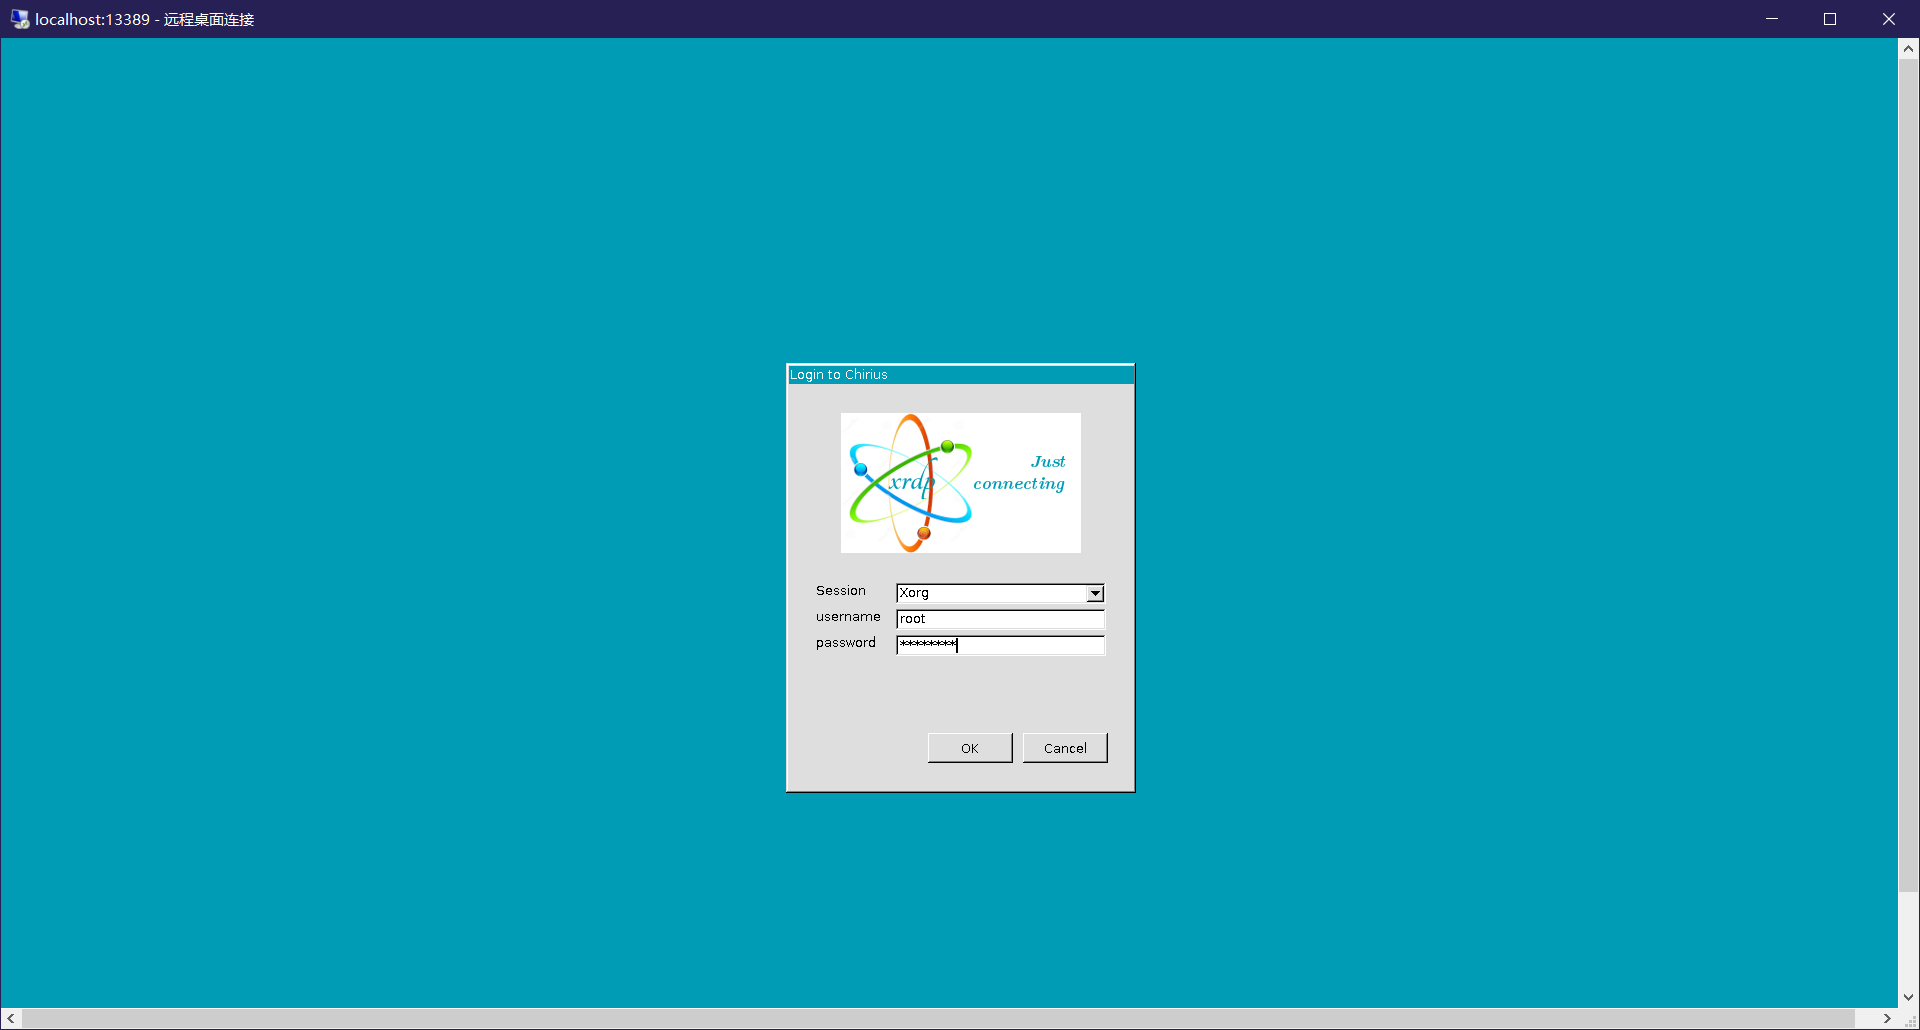 localhost:13389 - 远程桌面连接
Login to Chirius
xrdp
Just
connecting
Session
Xorg
username
root
password
********
OK
Cancel